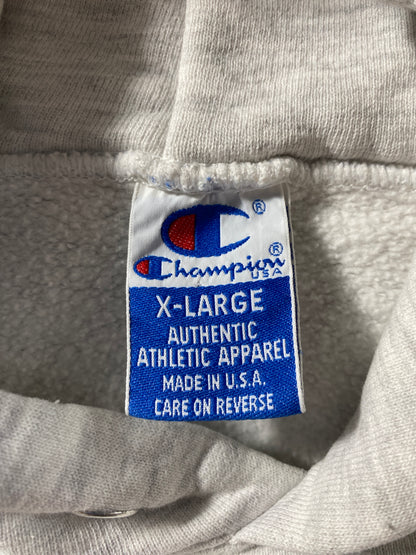 ®
Champion®
USA
X-LARGE
AUTHENTIC
ATHLETIC APPAREL
MADE IN U.S.A.
CARE ON REVERSE